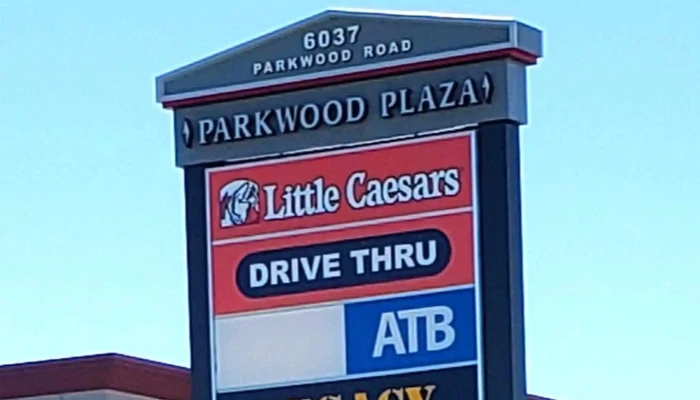 6037
PARKWOOD ROAD
PARKWOOD PLAZA
Little Caesars
DRIVE THRU
ATB